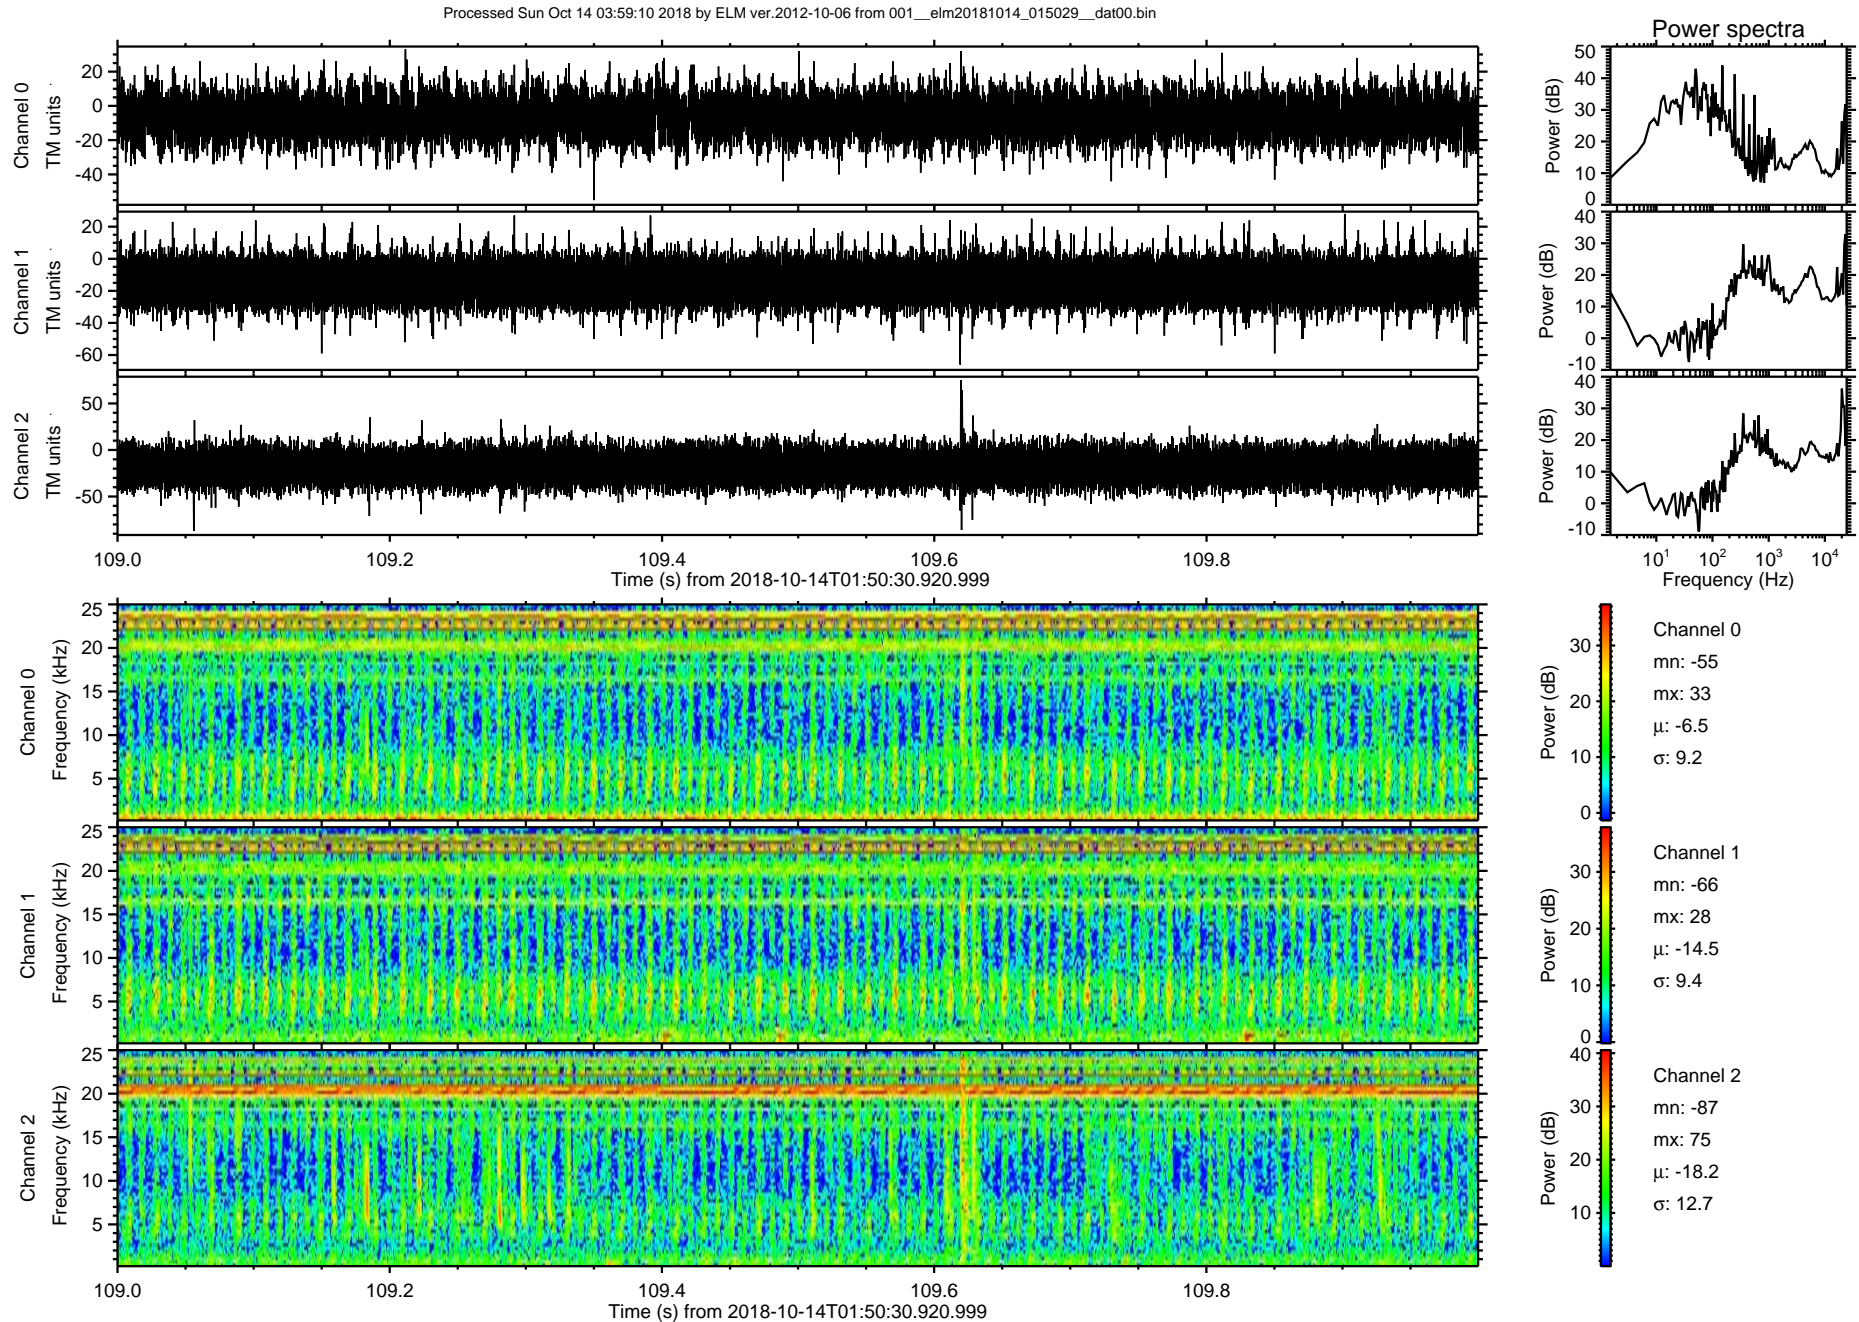 Processed Sun Oct 14 03:59:10 2018 by ELM ver.2012-10-06 from 001__elm20181014_015029__dat00.bin
Power spectra
Channel 0
TM units
20
0
-20
-40
Power (dB)
50
40
30
20
10
0
Channel 1
TM units
20
0
-20
-40
-60
Power (dB)
40
30
20
10
0
-10
Channel 2
TM units
50
0
-50
Power (dB)
40
30
20
10
0
-10
109.0 109.2 109.4 109.6 109.8
Time (s) from 2018-10-14T01:50:30.920.999
10^1 10^2 10^3 10^4
Frequency (Hz)
Channel 0
Frequency (kHz)
25
20
15
10
5
Power (dB)
30
20
10
0
Channel 0
mn: -55
mx: 33
μ: -6.5
σ: 9.2
Channel 1
Frequency (kHz)
25
20
15
10
5
Power (dB)
30
20
10
0
Channel 1
mn: -66
mx: 28
μ: -14.5
σ: 9.4
Channel 2
Frequency (kHz)
25
20
15
10
5
Power (dB)
40
30
20
10
Channel 2
mn: -87
mx: 75
μ: -18.2
σ: 12.7
109.0 109.2 109.4 109.6 109.8
Time (s) from 2018-10-14T01:50:30.920.999